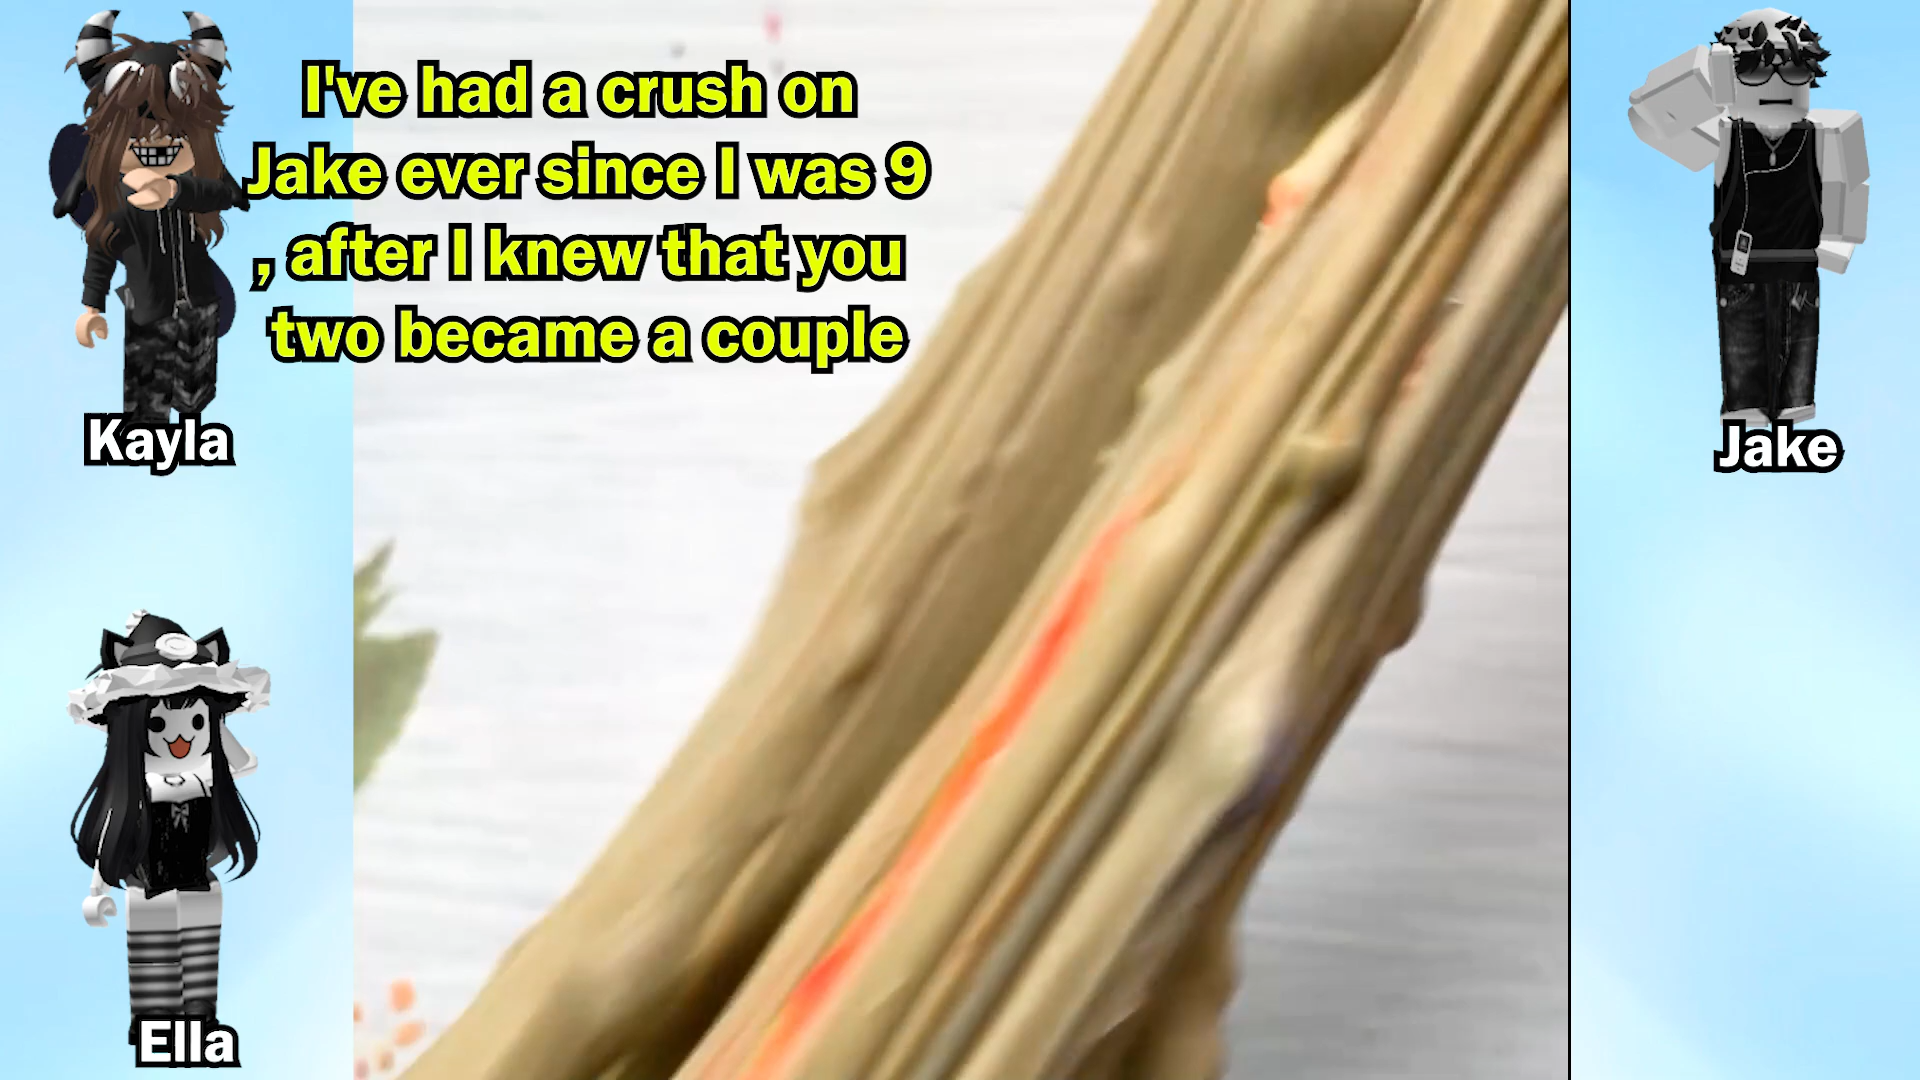 I've had a crush on
Jake ever since I was 9
, after I knew that you
two became a couple
Kayla
Jake
Ella